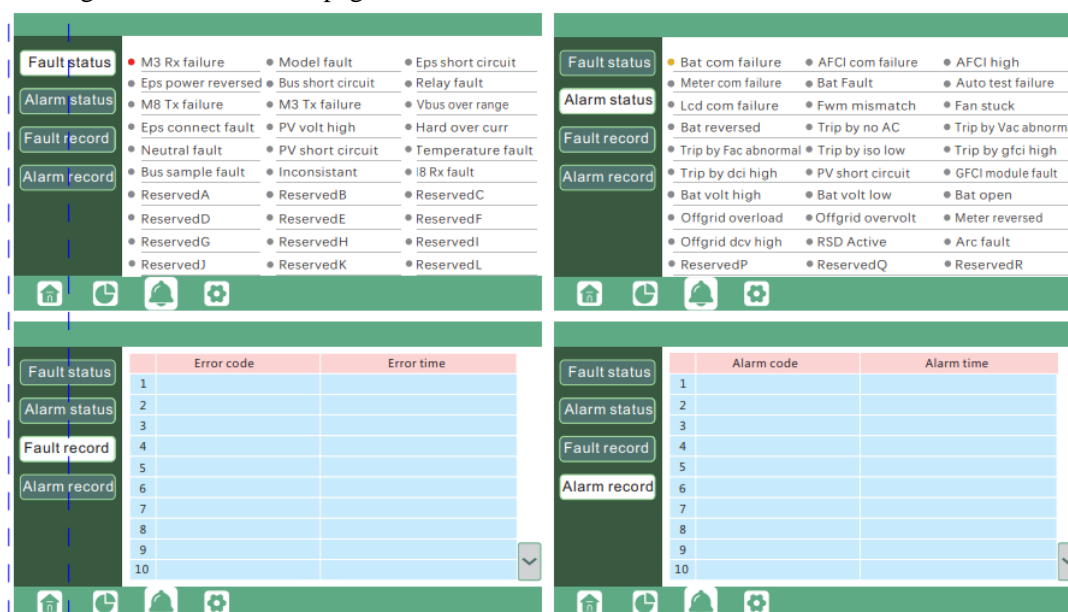 Fault status
Alarm status
Fault record
Alarm record
M3 Rx failure Model fault Eps short circuit
Eps power reversed Bus short circuit Relay fault
M8 Tx failure M3 Tx failure Vbus over range
Eps connect fault PV volt high Hard over curr
Neutral fault PV short circuit Temperature fault
Bus sample fault Inconsistant I8 Rx fault
ReservedA ReservedB ReservedC
ReservedD ReservedE ReservedF
ReservedG ReservedH ReservedI
ReservedJ ReservedK ReservedL
Fault status
Alarm status
Fault record
Alarm record
Bat com failure AFCI com failure AFCI high
Meter com failure Bat Fault Auto test failure
Lcd com failure Fwm mismatch Fan stuck
Bat reversed Trip by no AC Trip by Vac abnorm
Trip by Fac abnormal Trip by iso low Trip by gfci high
Trip by dci high PV short circuit GFCI module fault
Bat volt high Bat volt low Bat open
Offgrid overload Offgrid overvolt Meter reversed
Offgrid dcv high RSD Active Arc fault
ReservedP ReservedQ ReservedR
Fault status
Alarm status
Fault record
Alarm record
Error code Error time
1
2
3
4
5
6
7
8
9
10
Fault status
Alarm status
Fault record
Alarm record
Alarm code Alarm time
1
2
3
4
5
6
7
8
9
10